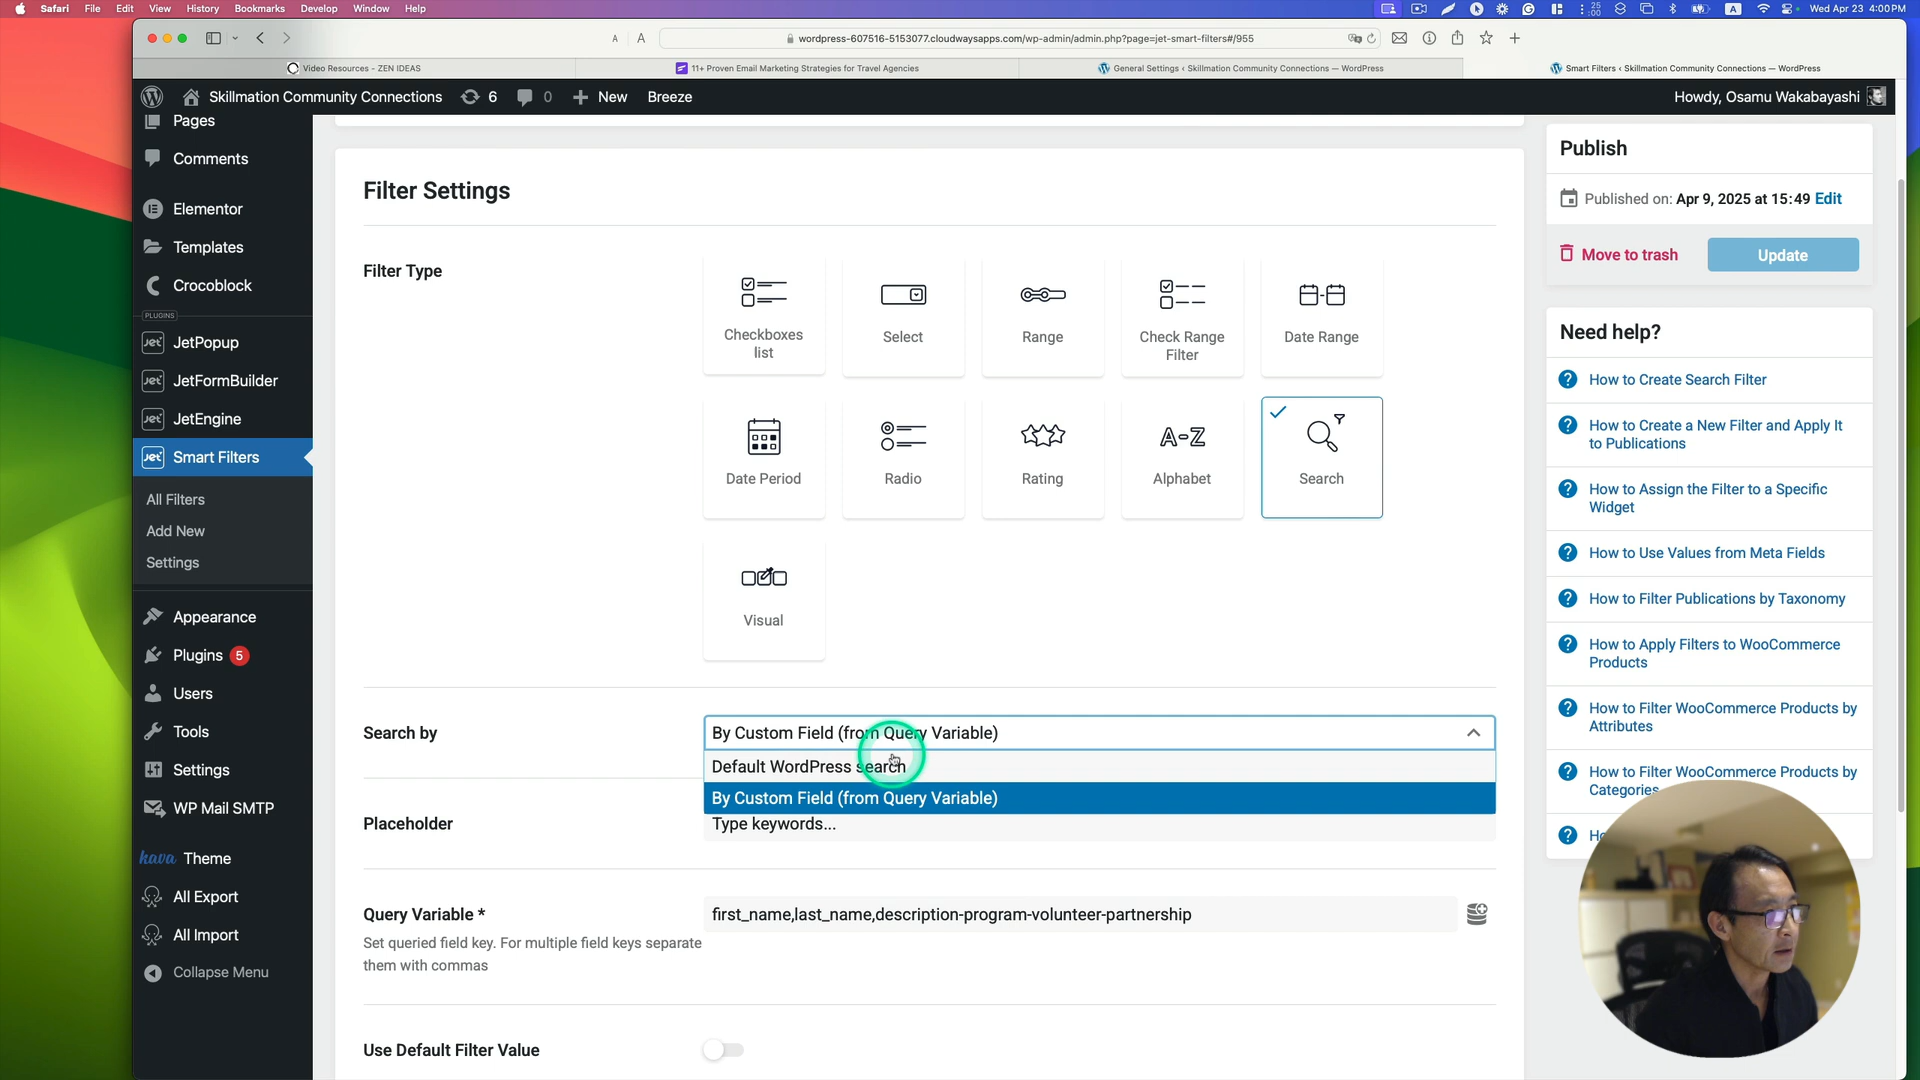 Safari File Edit View History Bookmarks Develop Window Help
25
:00
A
Wed Apr 23 4:00 PM
A A
wordpress-607516-5153077.cloudwaysapps.com/wp-admin/admin.php?page=jet-smart-filters#/955
Video Resources - ZEN IDEAS
11+ Proven Email Marketing Strategies for Travel Agencies
General Settings ‹ Skillmation Community Connections — WordPress
Smart Filters ‹ Skillmation Community Connections — WordPress
Skillmation Community Connections 6 0 New Breeze
Howdy, Osamu Wakabayashi
Pages
Comments
Elementor
Templates
Crocoblock
PLUGINS
Jet JetPopup
Jet JetFormBuilder
Jet JetEngine
Jet Smart Filters
All Filters
Add New
Settings
Appearance
Plugins 5
Users
Tools
Settings
WP Mail SMTP
hava Theme
All Export
All Import
Collapse Menu
Filter Settings
Filter Type
Checkboxes
list
Select
Range
Check Range
Filter
Date Range
Date Period
Radio
Rating
A-Z
Alphabet
Search
Visual
Search by
By Custom Field (from Query Variable)
Default WordPress search
By Custom Field (from Query Variable)
Placeholder
Type keywords...
Query Variable *
first_name,last_name,description-program-volunteer-partnership
Set queried field key. For multiple field keys separate
them with commas
Use Default Filter Value
Publish
Published on: Apr 9, 2025 at 15:49 Edit
Move to trash
Update
Need help?
? How to Create Search Filter
? How to Create a New Filter and Apply It
to Publications
? How to Assign the Filter to a Specific
Widget
? How to Use Values from Meta Fields
? How to Filter Publications by Taxonomy
? How to Apply Filters to WooCommerce
Products
? How to Filter WooCommerce Products by
Attributes
? How to Filter WooCommerce Products by
Categories
?